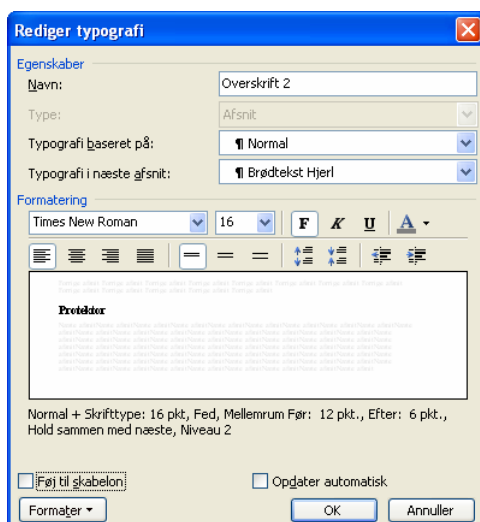 Rediger typografi
Egenskaber
Navn:
Overskrift 2
Type:
Afsnit
Typografi baseret på:
¶ Normal
Typografi i næste afsnit:
¶ Brødtekst Hjerl
Formatering
Times New Roman 16 F K U A
Protektor
Normal + Skrifttype: 16 pkt, Fed, Mellemrum Før: 12 pkt., Efter: 6 pkt.,
Hold sammen med næste, Niveau 2
Føj til skabelon
Opdater automatisk
Formater
OK
Annuller